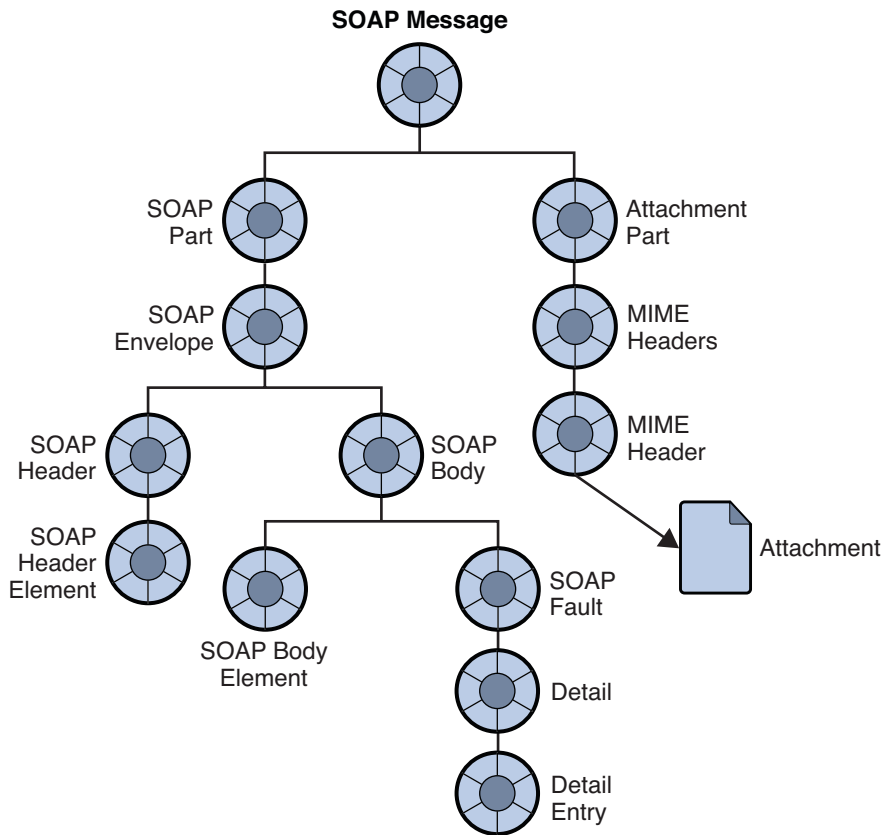 SOAP Message
SOAP
Part
Attachment
Part
SOAP
Envelope
MIME
Headers
SOAP
Header
SOAP
Body
MIME
Header
Attachment
SOAP
Header
Element
SOAP Body
Element
SOAP
Fault
Detail
Detail
Entry